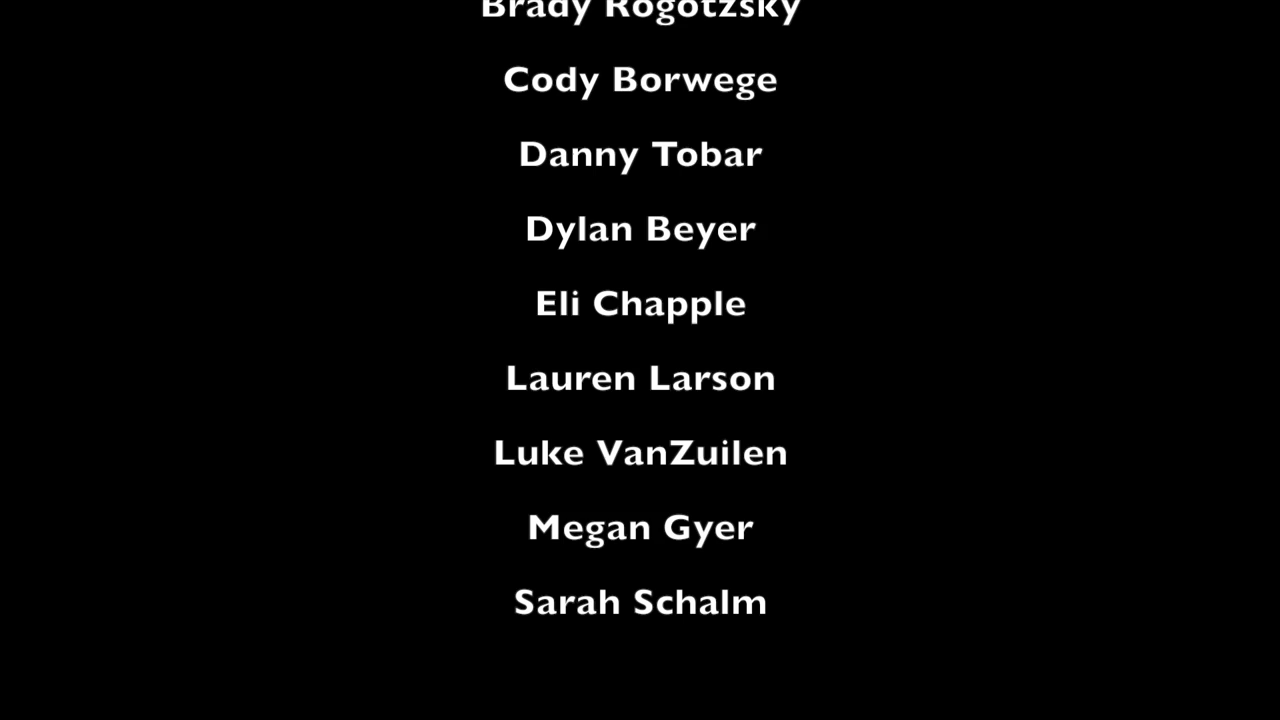 Brady Rogotzsky
Cody Borwege
Danny Tobar
Dylan Beyer
Eli Chapple
Lauren Larson
Luke VanZuilen
Megan Gyer
Sarah Schalm